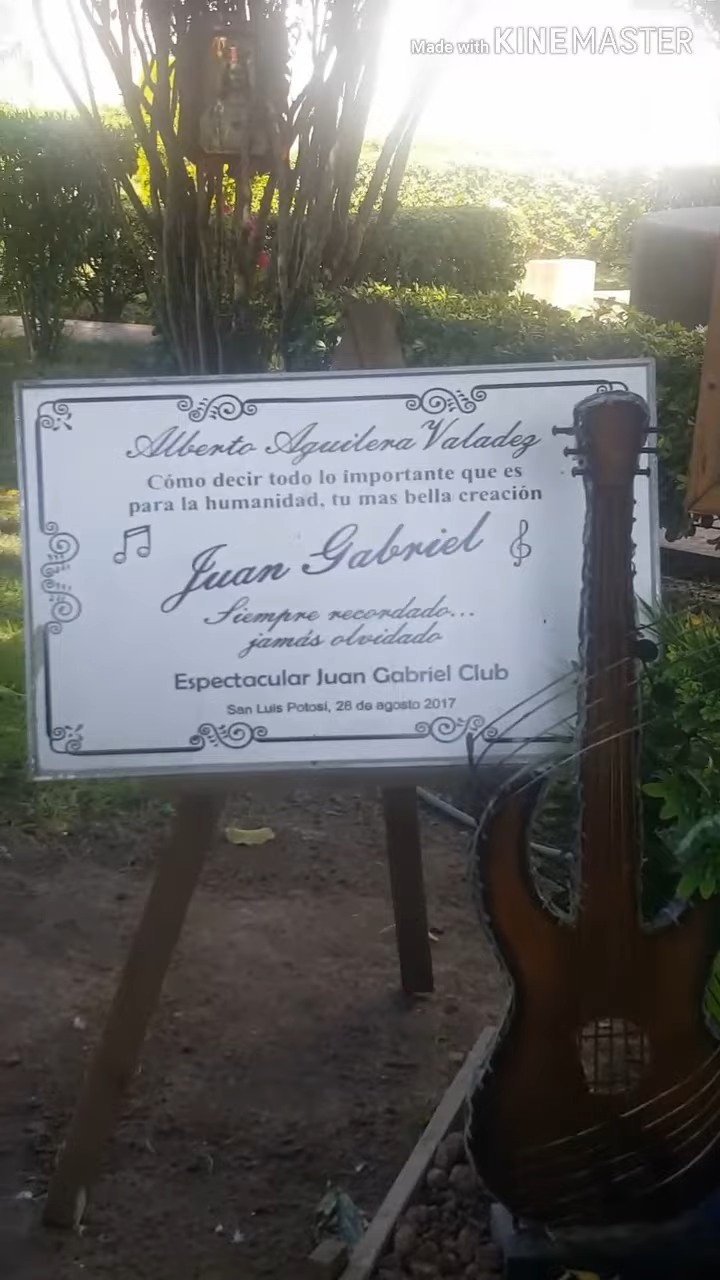 Made with KINEMASTER
Alberto Aguilera Valadez
Cómo decir todo lo importante que es
para la humanidad, tu mas bella creación
Juan Gabriel
Siempre recordado...
jamás olvidado
Espectacular Juan Gabriel Club
San Luis Potosí, 28 de agosto 2017